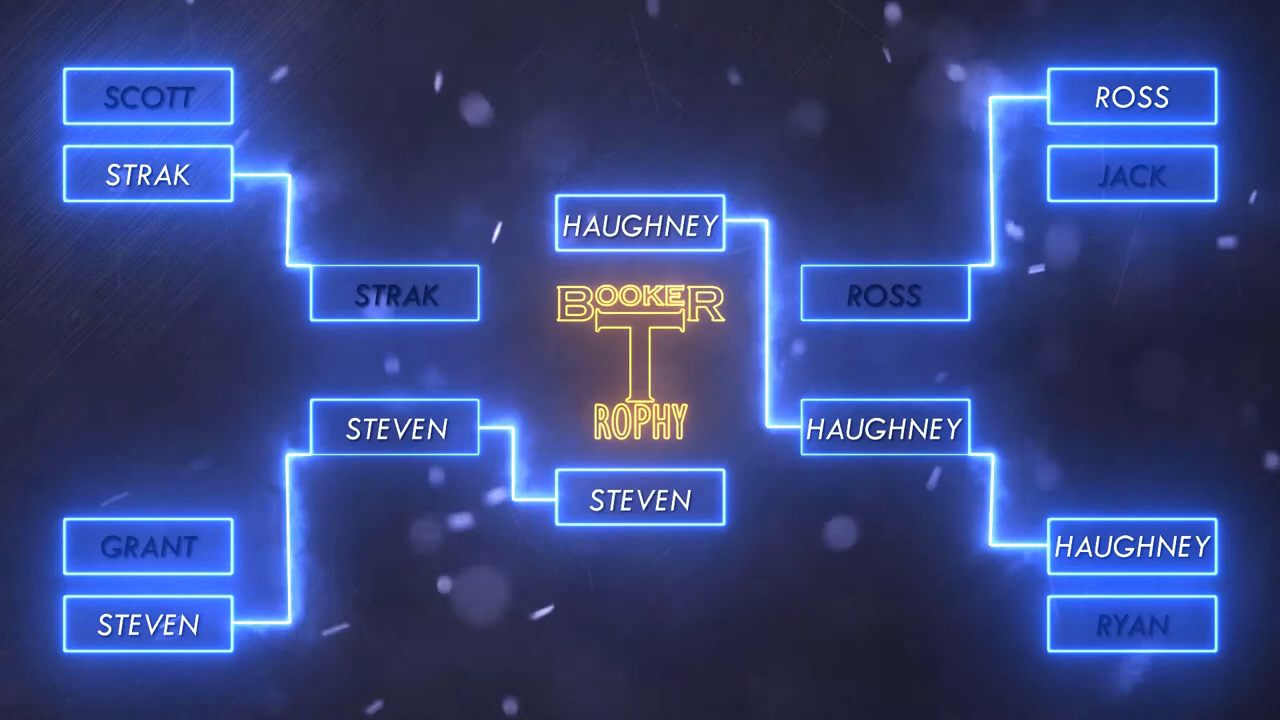 SCOTT
STRAK
STRAK
STEVEN
GRANT
STEVEN
HAUGHNEY
BOOKER
T
ROPHY
STEVEN
ROSS
JACK
ROSS
HAUGHNEY
HAUGHNEY
RYAN